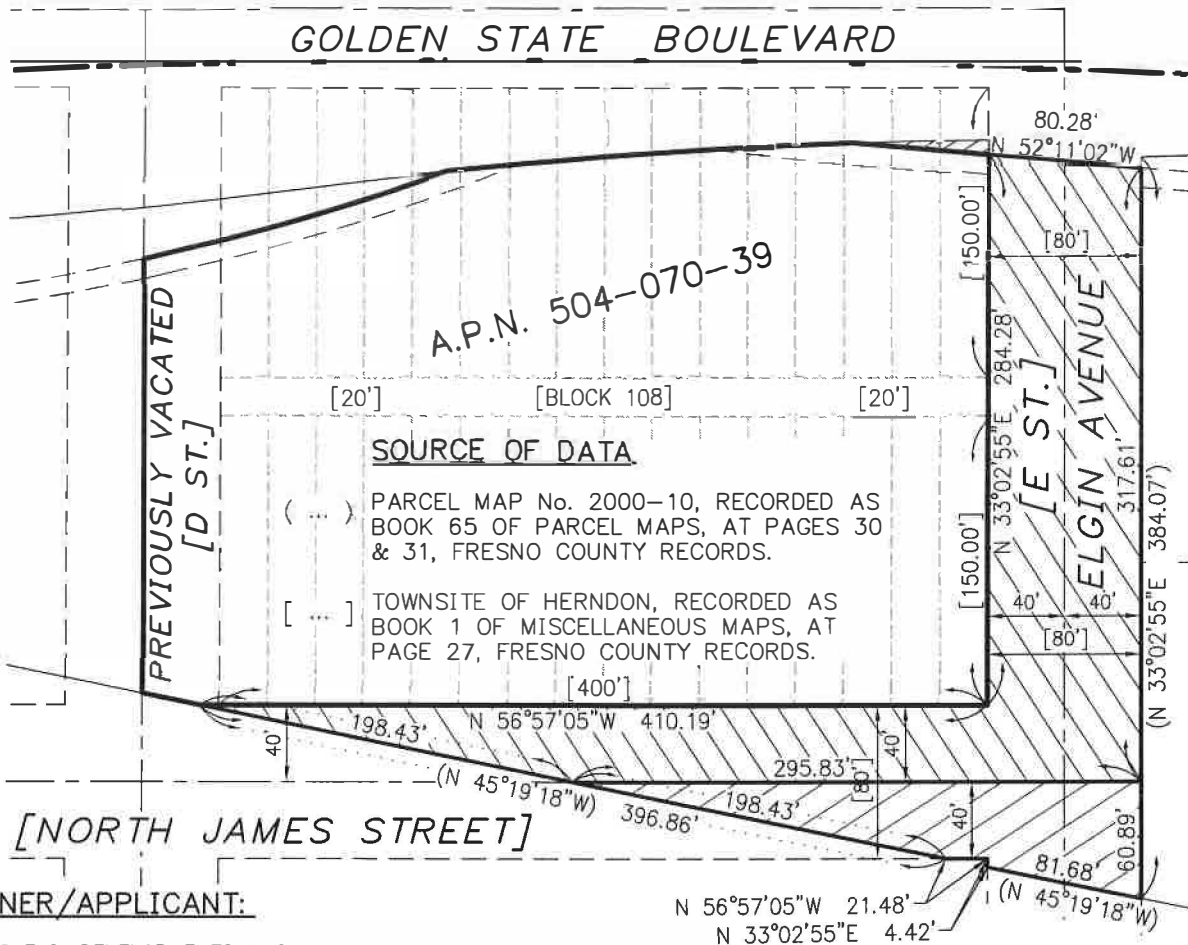 GOLDEN STATE BOULEVARD
80.28'
N 52°11'02"W
[150.00']
[80']
A.P.N. 504-070-39
PREVIOUSLY VACATED
[D ST.]
[20']
[BLOCK 108]
[20']
N 33°02'55"E 284.28'
[E ST.]
ELGIN AVENUE
317.61'
(N 33°02'55"E 384.07')
SOURCE OF DATA
( ... ) PARCEL MAP No. 2000-10, RECORDED AS
BOOK 65 OF PARCEL MAPS, AT PAGES 30
& 31, FRESNO COUNTY RECORDS.
[ ... ] TOWNSITE OF HERNDON, RECORDED AS
BOOK 1 OF MISCELLANEOUS MAPS, AT
PAGE 27, FRESNO COUNTY RECORDS.
[150.00']
40'
40'
[80']
[400']
N 56°57'05"W 410.19'
198.43'
40'
40'
295.83'
[80']
(N 45°19'18"W)
396.86'
198.43'
40'
60.89'
81.68'
(N 45°19'18"W)
[NORTH JAMES STREET]
N 56°57'05"W 21.48'
N 33°02'55"E 4.42'
NER/APPLICANT: